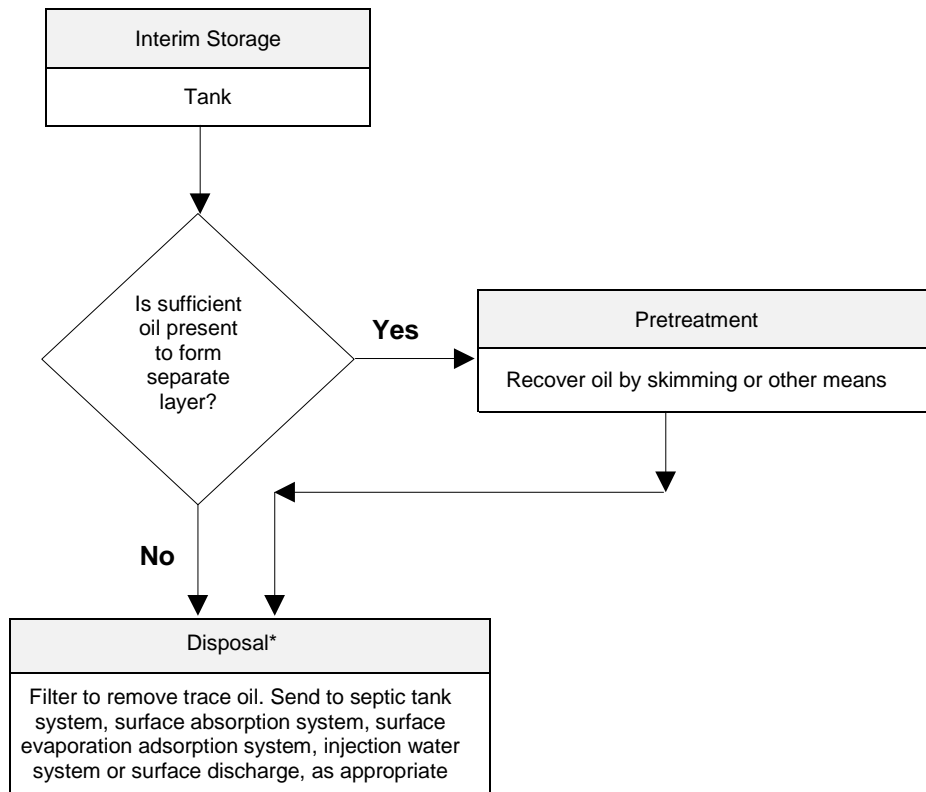 Interim Storage
Tank
Is sufficient
oil present
to form
separate
layer?
Yes
Pretreatment
Recover oil by skimming or other means
No
Disposal*
Filter to remove trace oil. Send to septic tank
system, surface absorption system, surface
evaporation adsorption system, injection water
system or surface discharge, as appropriate